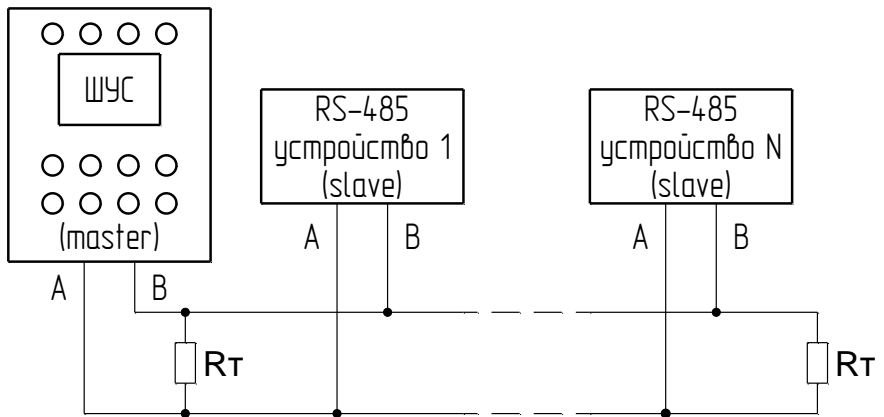 ШУС
(master)
A
B
RS-485
устройство 1
(slave)
A
B
RS-485
устройство N
(slave)
A
B
Rт
Rт